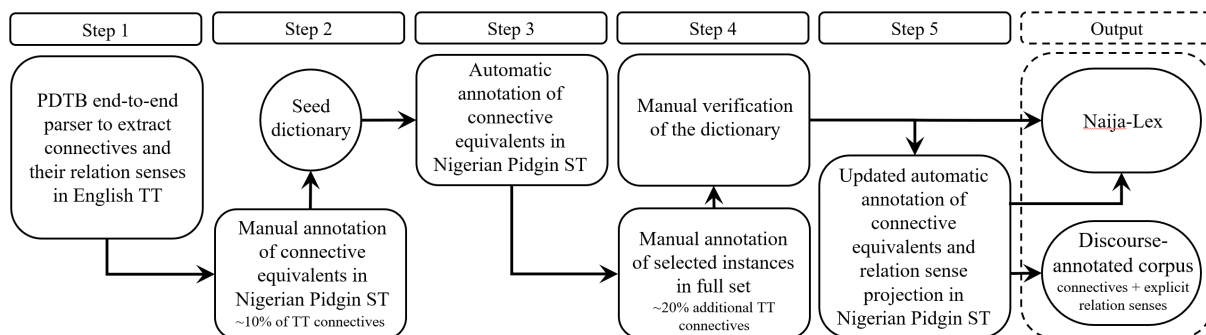 Step 1
Step 2
Step 3
Step 4
Step 5
Output
PDTB end-to-end
parser to extract
connectives and
their relation senses
in English TT
Seed
dictionary
Manual annotation
of connective
equivalents in
Nigerian Pidgin ST
~10% of TT connectives
Automatic
annotation of
connective
equivalents in
Nigerian Pidgin ST
Manual verification
of the dictionary
Manual annotation
of selected instances
in full set
~20% additional TT
connectives
Updated automatic
annotation of
connective
equivalents and
relation sense
projection in
Nigerian Pidgin ST
Naija-Lex
Discourse-
annotated corpus
connectives + explicit
relation senses